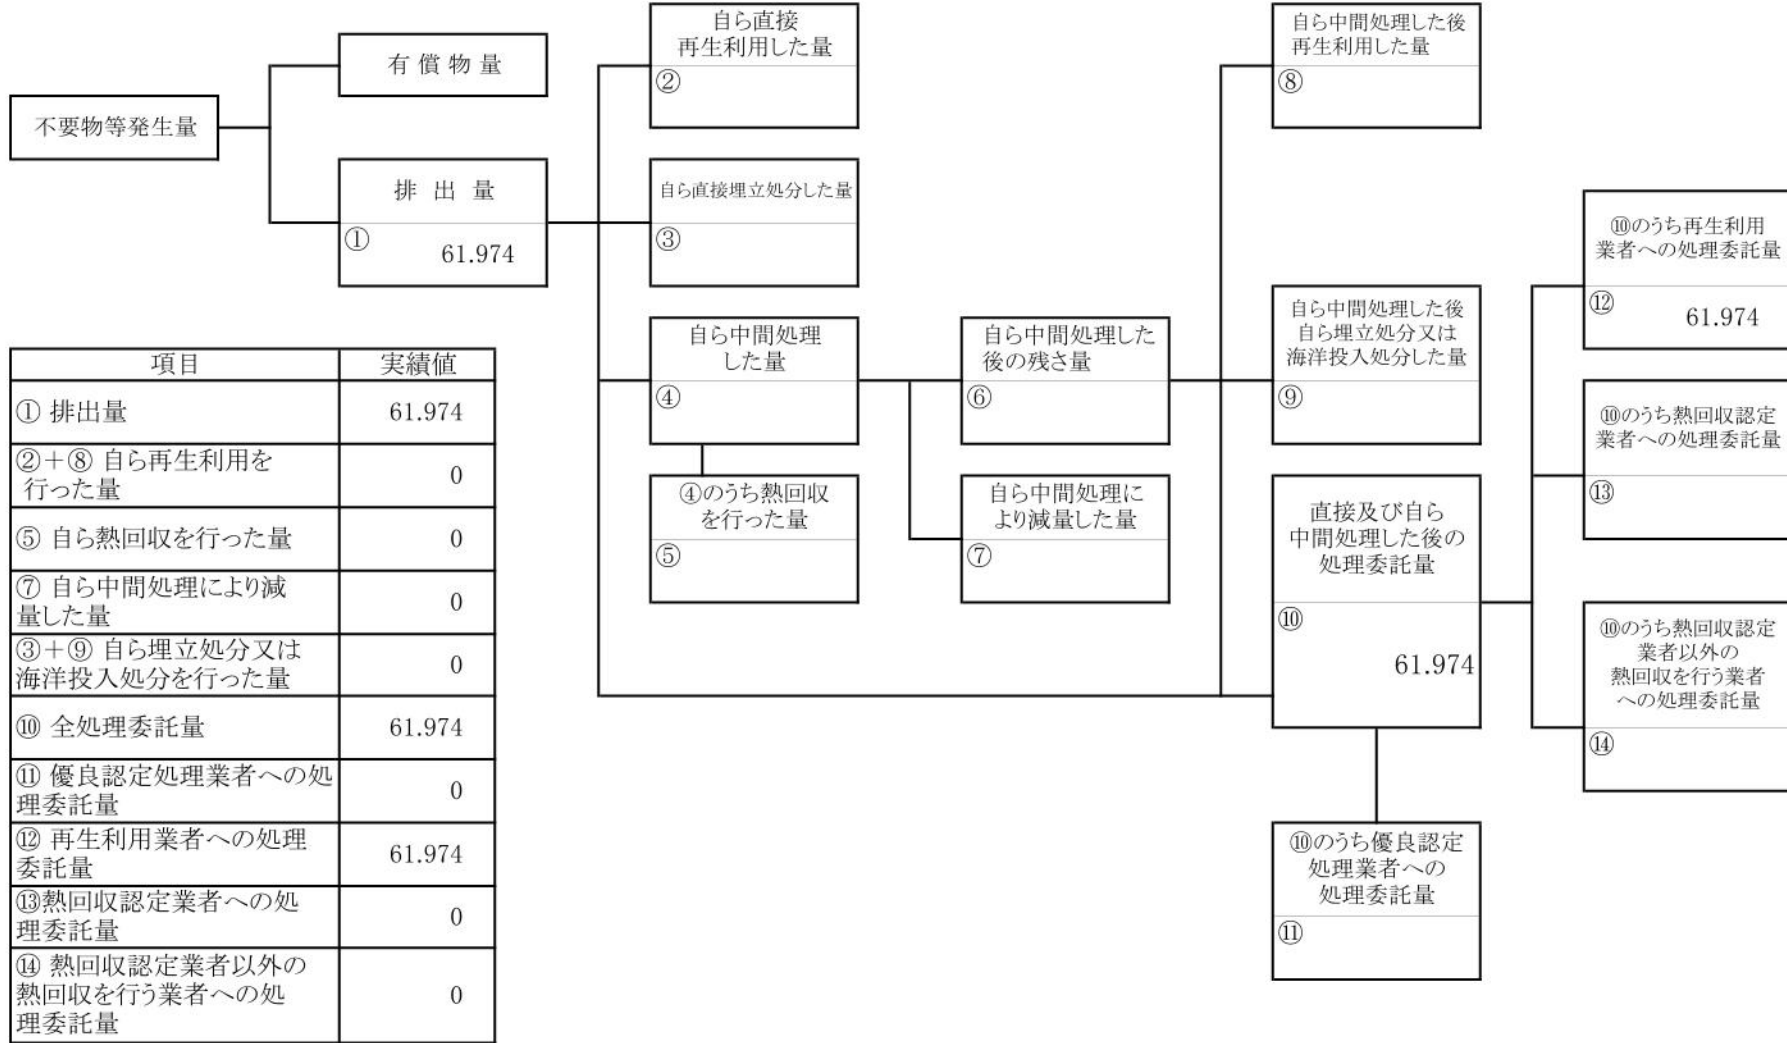 不要物等発生量
有償物量
排出量
①
61.974
自ら直接
再生利用した量
②
自ら直接埋立処分した量
③
自ら中間処理
した量
④
④のうち熱回収
を行った量
⑤
自ら中間処理した
後の残さ量
⑥
自ら中間処理に
より減量した量
⑦
自ら中間処理した後
再生利用した量
⑧
自ら中間処理した後
自ら埋立処分又は
海洋投入処分した量
⑨
直接及び自ら
中間処理した後の
処理委託量
⑩
61.974
⑩のうち優良認定
処理業者への
処理委託量
⑪
⑩のうち再生利用
業者への処理委託量
⑫
61.974
⑩のうち熱回収認定
業者への処理委託量
⑬
⑩のうち熱回収認定
業者以外の
熱回収を行う業者
への処理委託量
⑭
項目 実績値
① 排出量 61.974
②+⑧ 自ら再生利用を
行った量 0
⑤ 自ら熱回収を行った量 0
⑦ 自ら中間処理により減
量した量 0
③+⑨ 自ら埋立処分又は
海洋投入処分を行った量 0
⑩ 全処理委託量 61.974
⑪ 優良認定処理業者への処
理委託量 0
⑫ 再生利用業者への処理
委託量 61.974
⑬熱回収認定業者への処
理委託量 0
⑭ 熱回収認定業者以外の
熱回収を行う業者への処
理委託量 0